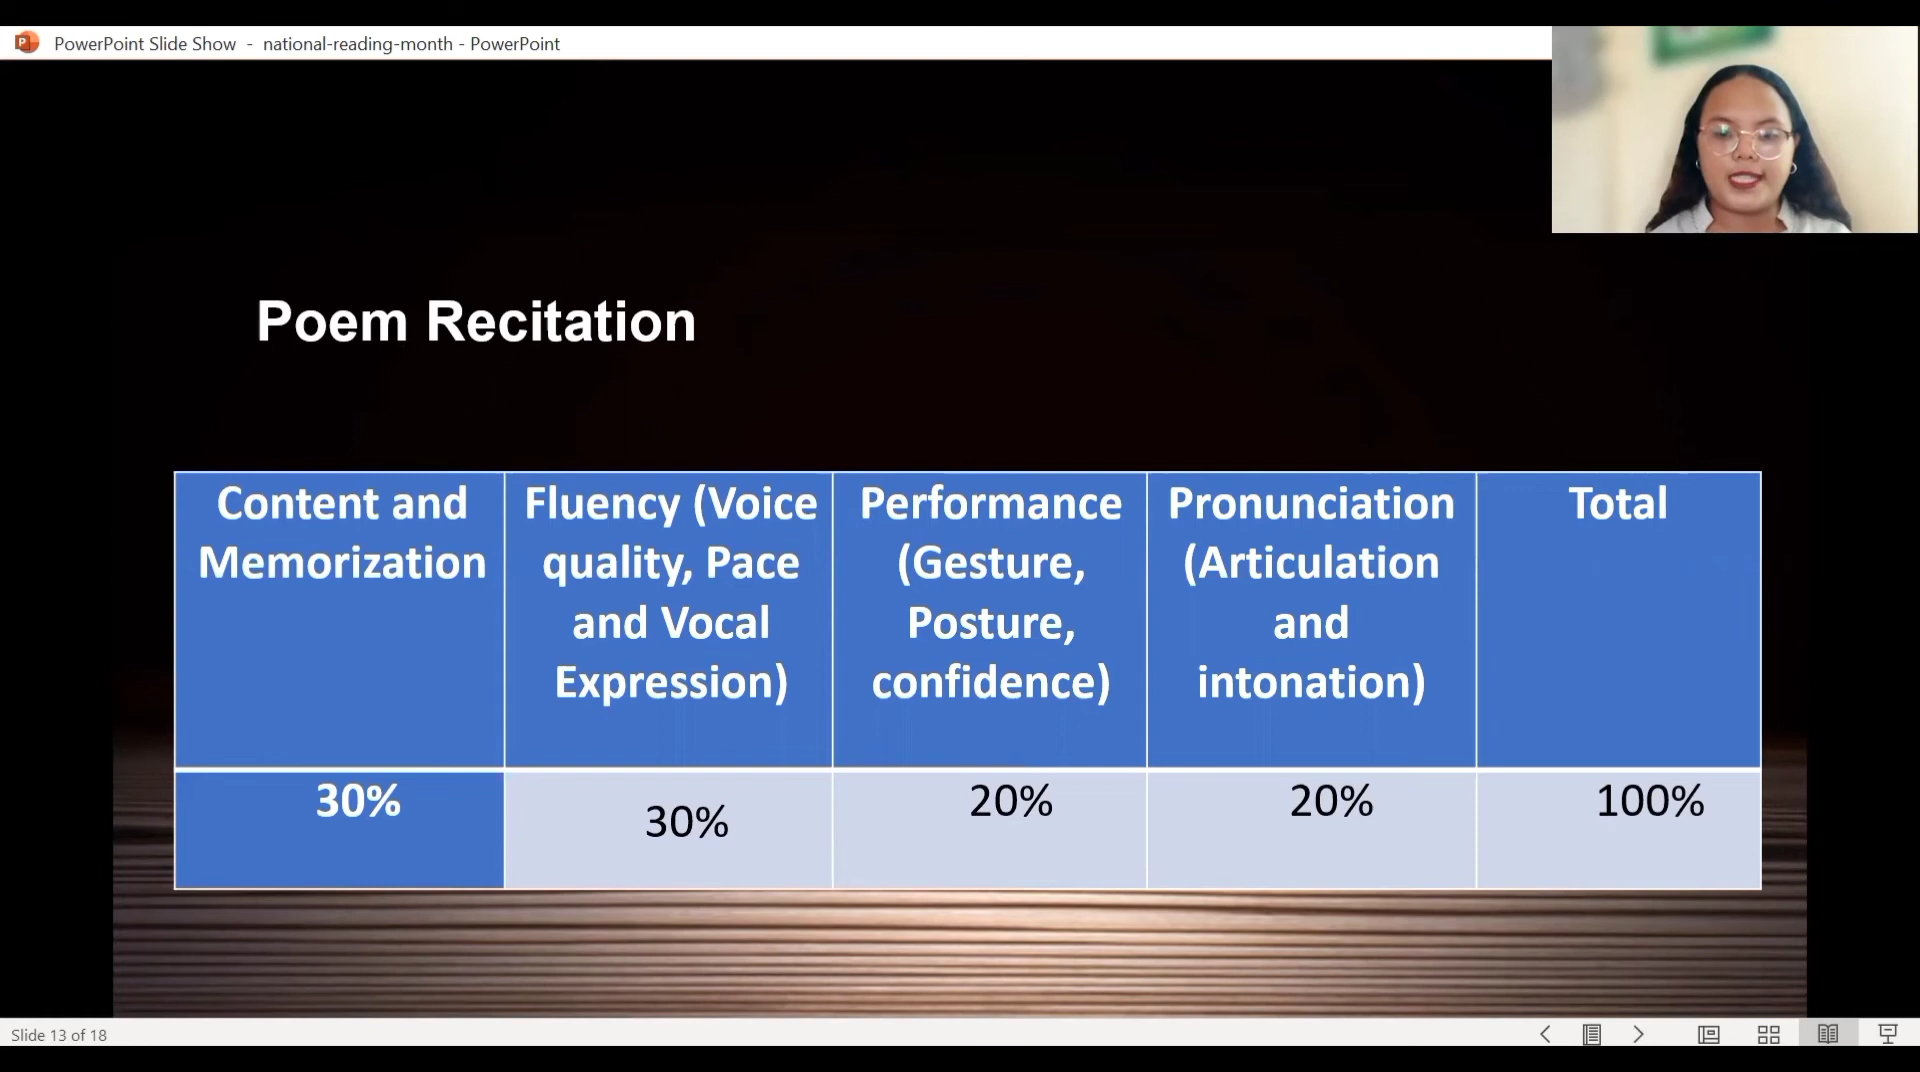 PowerPoint Slide Show - national-reading-month - PowerPoint
Poem Recitation
Content and
Memorization
Fluency (Voice
quality, Pace
and Vocal
Expression)
Performance
(Gesture,
Posture,
confidence)
Pronunciation
(Articulation
and
intonation)
Total
30%
30%
20%
20%
100%
Slide 13 of 18